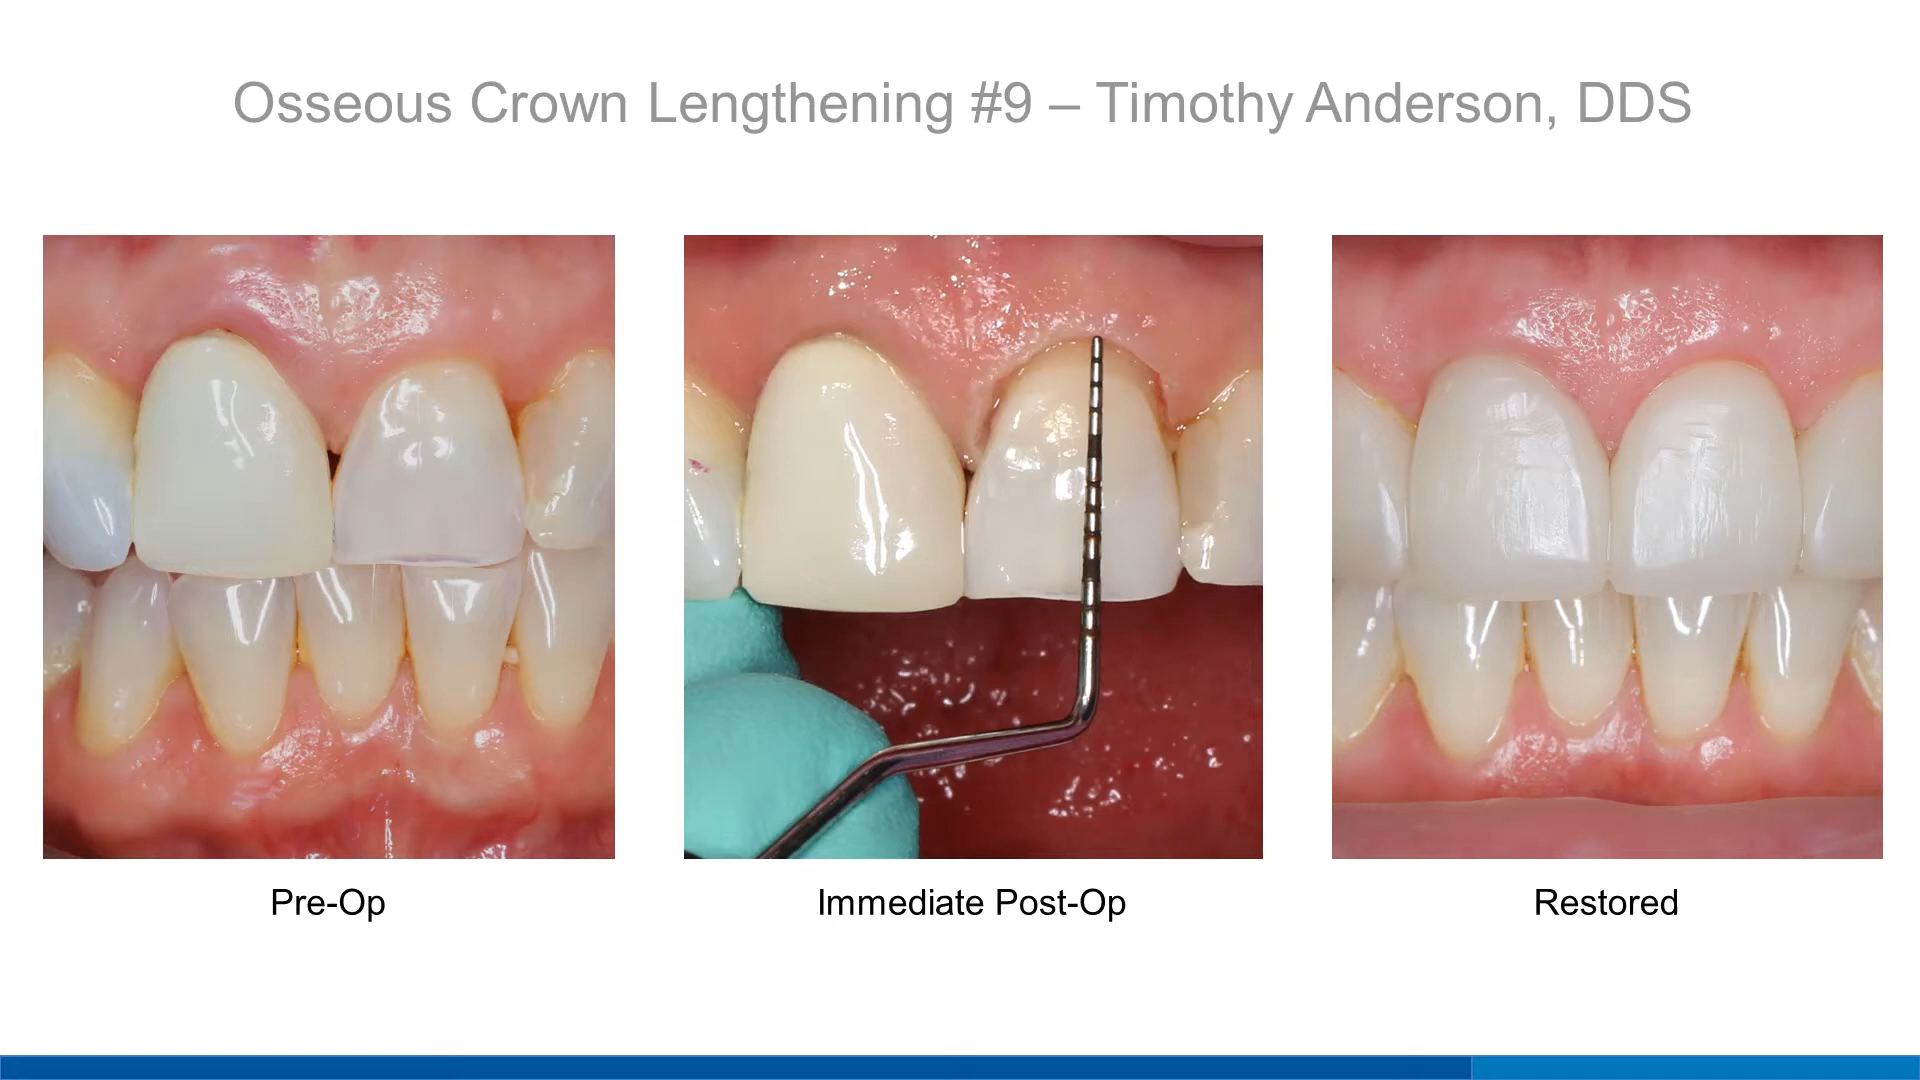 Osseous Crown Lengthening #9 – Timothy Anderson, DDS
Pre-Op
Immediate Post-Op
Restored